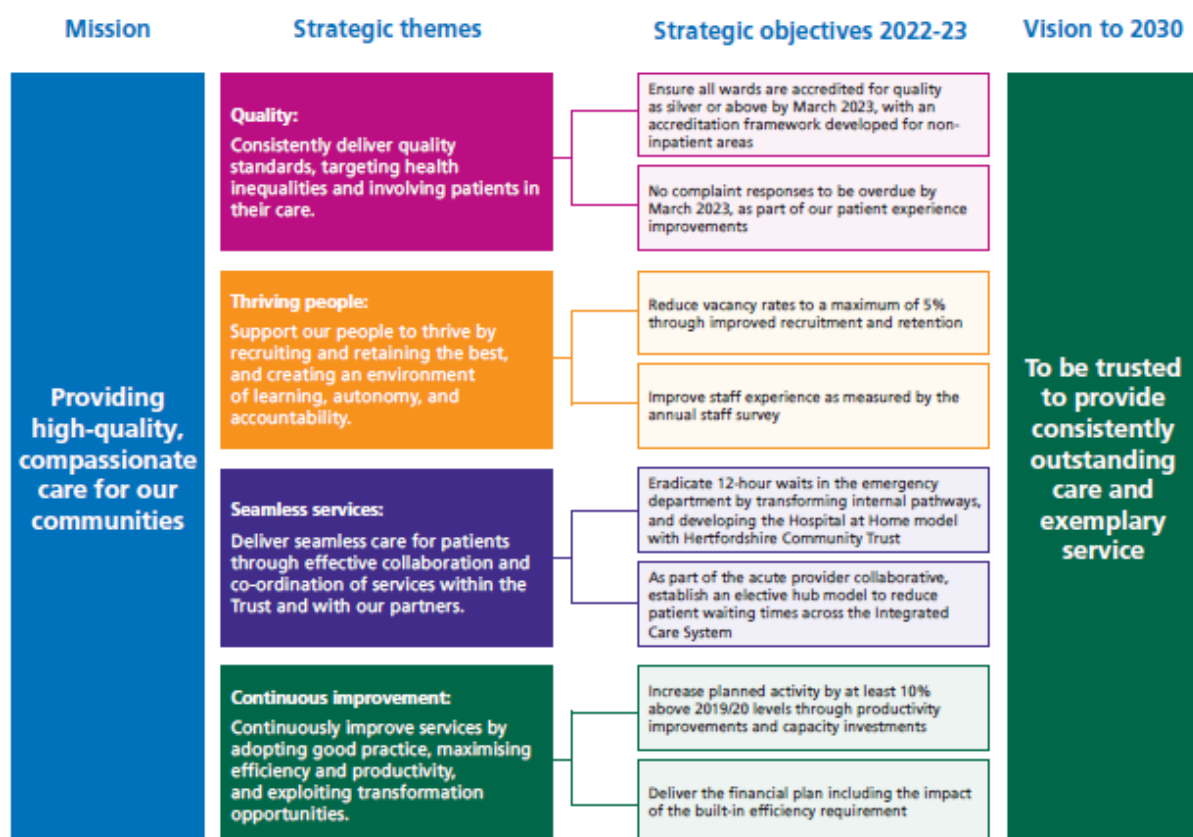 Mission
Strategic themes
Strategic objectives 2022-23
Vision to 2030
Providing
high-quality,
compassionate
care for our
communities
Quality:
Consistently deliver quality
standards, targeting health
inequalities and involving patients in
their care.
Ensure all wards are accredited for quality
as silver or above by March 2023, with an
accreditation framework developed for non-
inpatient areas
No complaint responses to be overdue by
March 2023, as part of our patient experience
improvements
Thriving people:
Support our people to thrive by
recruiting and retaining the best,
and creating an environment
of learning, autonomy, and
accountability.
Reduce vacancy rates to a maximum of 5%
through improved recruitment and retention
Improve staff experience as measured by the
annual staff survey
Seamless services:
Deliver seamless care for patients
through effective collaboration and
co-ordination of services within the
Trust and with our partners.
Eradicate 12-hour waits in the emergency
department by transforming internal pathways,
and developing the Hospital at Home model
with Hertfordshire Community Trust
As part of the acute provider collaborative,
establish an elective hub model to reduce
patient waiting times across the Integrated
Care System
Continuous improvement:
Continuously improve services by
adopting good practice, maximising
efficiency and productivity,
and exploiting transformation
opportunities.
Increase planned activity by at least 10%
above 2019/20 levels through productivity
improvements and capacity investments
Deliver the financial plan including the impact
of the built-in efficiency requirement
To be trusted
to provide
consistently
outstanding
care and
exemplary
service